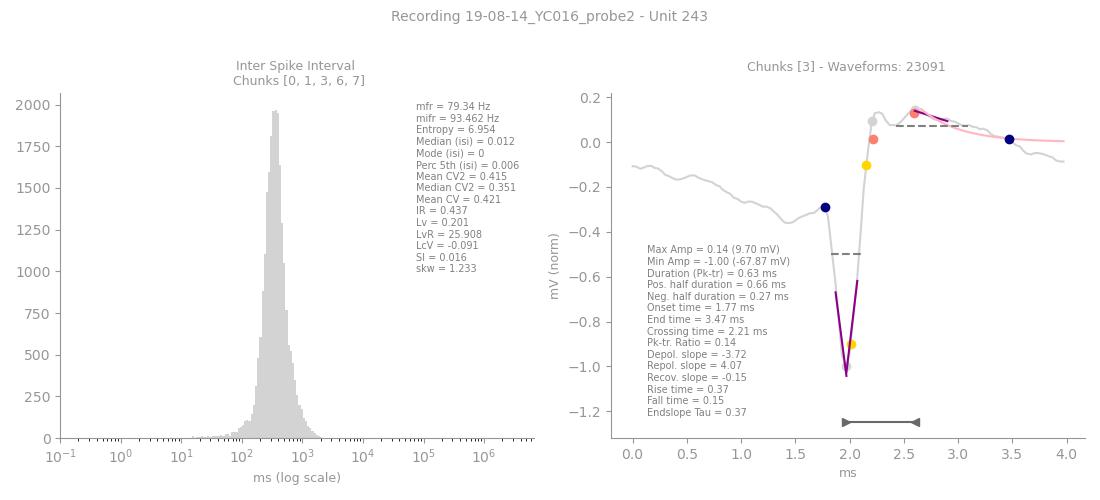 Recording 19-08-14_YC016_probe2 - Unit 243
Inter Spike Interval
Chunks [0, 1, 3, 6, 7]
2000
1750
1500
1250
1000
750
500
250
0
mfr = 79.34 Hz
mifr = 93.462 Hz
Entropy = 6.954
Median (isi) = 0.012
Mode (isi) = 0
Perc 5th (isi) = 0.006
Mean CV2 = 0.415
Median CV2 = 0.351
Mean CV = 0.421
IR = 0.437
Lv = 0.201
LvR = 25.908
LcV = -0.091
SI = 0.016
skw = 1.233
10⁻¹ 10⁰ 10¹ 10² 10³ 10⁴ 10⁵ 10⁶
ms (log scale)
Chunks [3] - Waveforms: 23091
mV (norm)
0.2
0.0
−0.2
−0.4
−0.6
−0.8
−1.0
−1.2
Max Amp = 0.14 (9.70 mV)
Min Amp = -1.00 (-67.87 mV)
Duration (Pk-tr) = 0.63 ms
Pos. half duration = 0.66 ms
Neg. half duration = 0.27 ms
Onset time = 1.77 ms
End time = 3.47 ms
Crossing time = 2.21 ms
Pk-tr. Ratio = 0.14
Depol. slope = -3.72
Repol. slope = 4.07
Recov. slope = -0.15
Rise time = 0.37
Fall time = 0.15
Endslope Tau = 0.37
0.0 0.5 1.0 1.5 2.0 2.5 3.0 3.5 4.0
ms